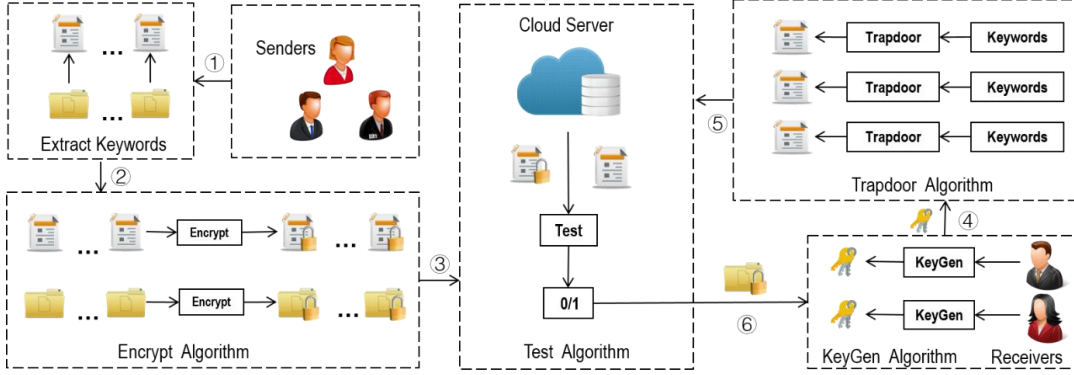 ...
...
Extract Keywords
①
Senders
②
...
Encrypt
...
...
Encrypt
...
Encrypt Algorithm
③
Cloud Server
Test
0/1
Test Algorithm
⑤
Trapdoor
Keywords
Trapdoor
Keywords
Trapdoor
Keywords
Trapdoor Algorithm
④
KeyGen
KeyGen
KeyGen Algorithm
Receivers
⑥